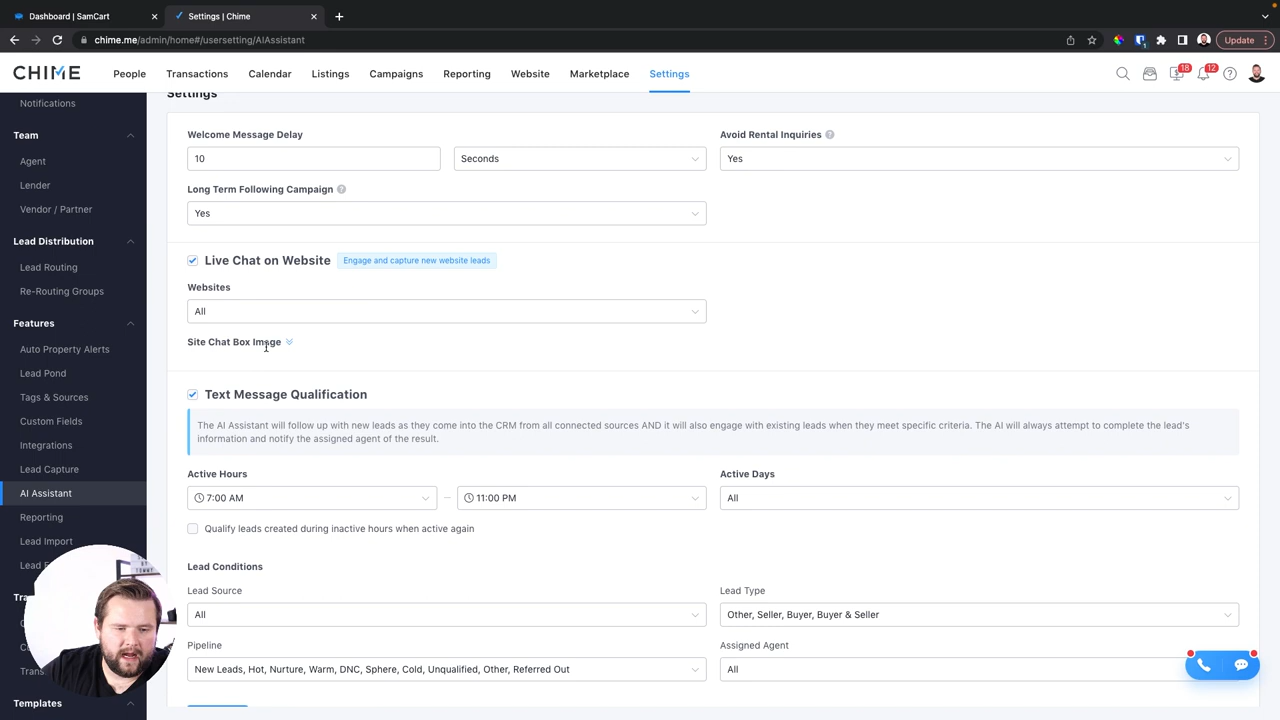 Dashboard | SamCart
Settings | Chime
chime.me/admin/home#/usersetting/AIAssistant
Update
CHIME
People
Transactions
Calendar
Listings
Campaigns
Reporting
Website
Marketplace
Settings
18
12
Notifications
Team
Agent
Lender
Vendor / Partner
Lead Distribution
Lead Routing
Re-Routing Groups
Features
Auto Property Alerts
Lead Pond
Tags & Sources
Custom Fields
Integrations
Lead Capture
AI Assistant
Reporting
Lead Import
Templates
Settings
Welcome Message Delay
10
Seconds
Avoid Rental Inquiries
Yes
Long Term Following Campaign
Yes
Live Chat on Website
Engage and capture new website leads
Websites
All
Site Chat Box Image
Text Message Qualification
The AI Assistant will follow up with new leads as they come into the CRM from all connected sources AND it will also engage with existing leads when they meet specific criteria. The AI will always attempt to complete the lead's
information and notify the assigned agent of the result.
Active Hours
7:00 AM
–
11:00 PM
Active Days
All
Qualify leads created during inactive hours when active again
Lead Conditions
Lead Source
All
Lead Type
Other, Seller, Buyer, Buyer & Seller
Pipeline
New Leads, Hot, Nurture, Warm, DNC, Sphere, Cold, Unqualified, Other, Referred Out
Assigned Agent
All